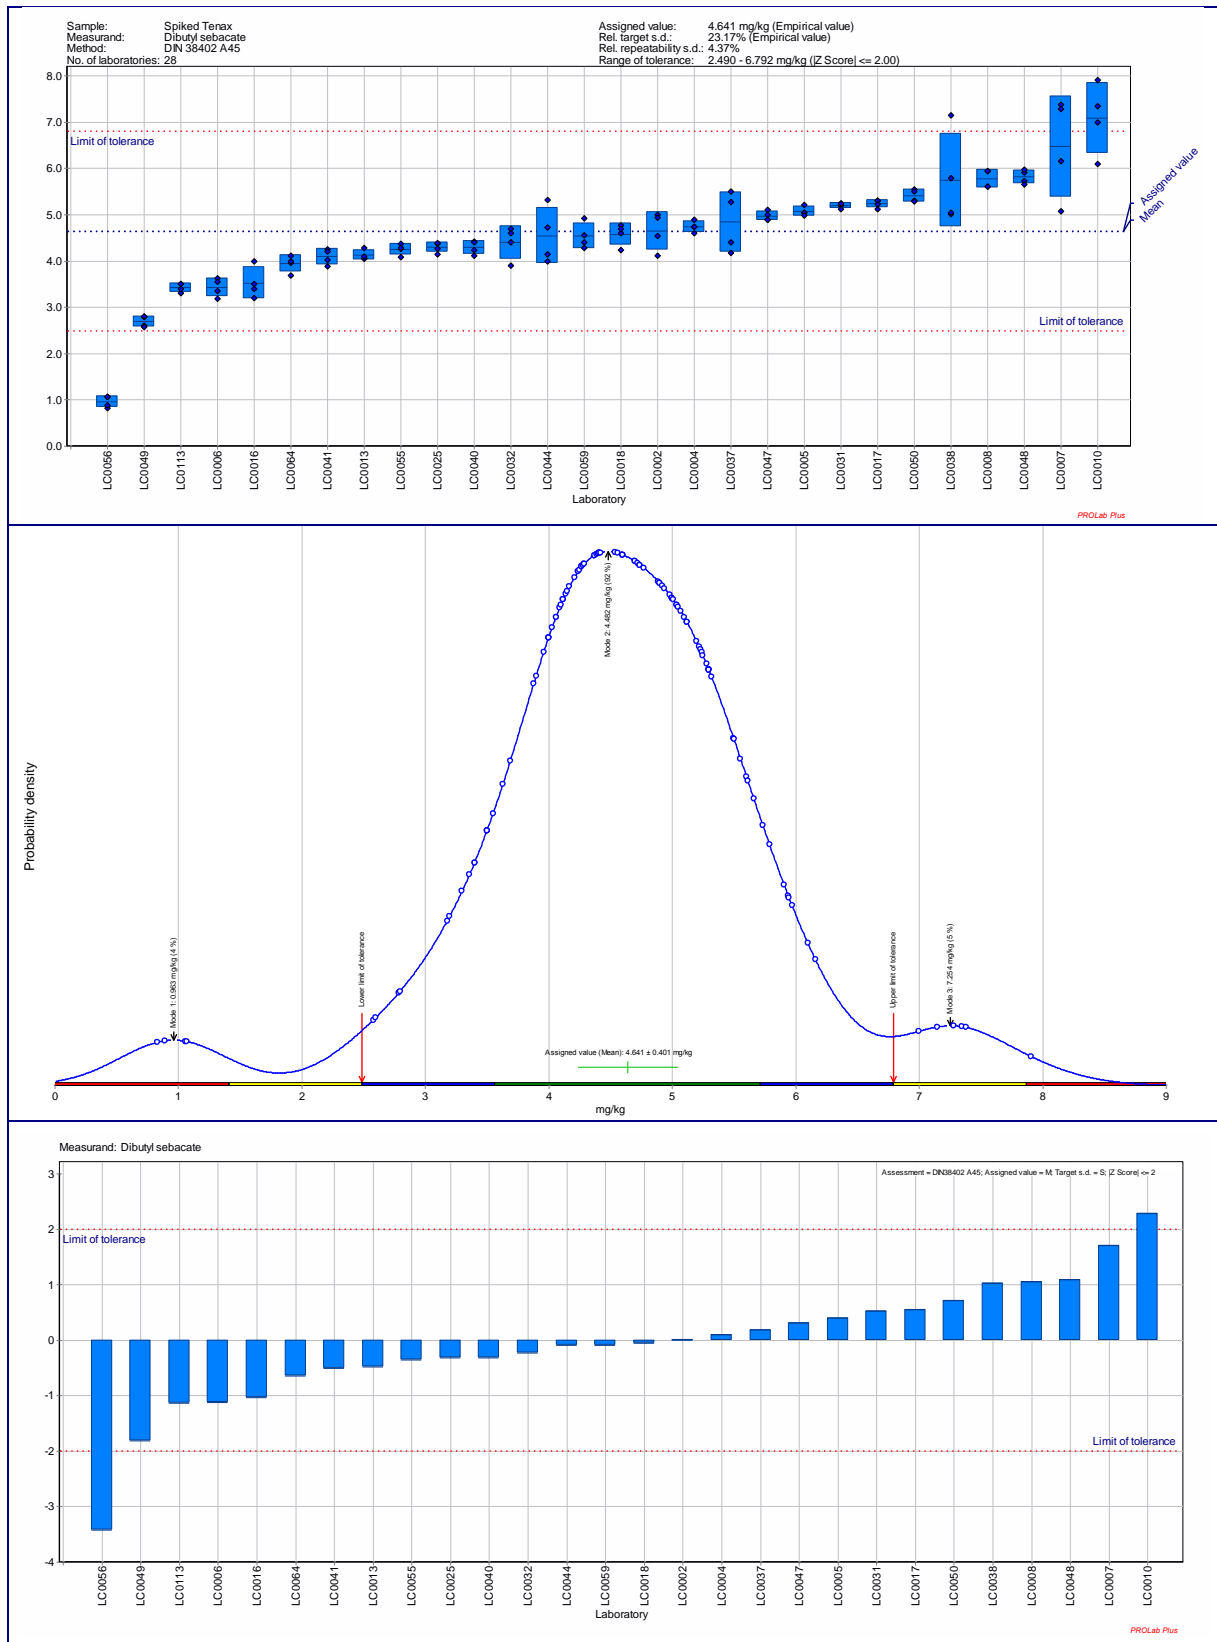 Sample: Spiked Tenax
Measurand: Dibutyl sebacate
Method: DIN 38402 A45
No. of laboratories: 28
Assigned value: 4.641 mg/kg (Empirical value)
Rel. target s.d.: 23.17% (Empirical value)
Rel. repeatability s.d.: 4.37%
Range of tolerance: 2.490 - 6.792 mg/kg (|Z Score| <= 2.00)
8.0
7.0
6.0
5.0
4.0
3.0
2.0
1.0
0.0
Limit of tolerance
Limit of tolerance
Assigned value
Mean
LC0056
LC0049
LC0113
LC0006
LC0016
LC0064
LC0041
LC0013
LC0055
LC0025
LC0040
LC0032
LC0044
LC0059
LC0018
LC0002
LC0004
LC0037
LC0047
LC0005
LC0031
LC0017
LC0050
LC0038
LC0008
LC0048
LC0007
LC0010
Laboratory
PROLab Plus
Probability density
Mode 1: 0.963 mg/kg (4 %)
Lower limit of tolerance
Mode 2: 4.482 mg/kg (92 %)
Assigned value (Mean): 4.641 ± 0.401 mg/kg
Upper limit of tolerance
Mode 3: 7.254 mg/kg (5 %)
0 1 2 3 4 5 6 7 8 9
mg/kg
Measurand: Dibutyl sebacate
Assessment = DIN38402 A45; Assigned value = M; Target s.d. = S; |Z Score| <= 2
3
2
1
0
-1
-2
-3
-4
Limit of tolerance
Limit of tolerance
LC0056
LC0049
LC0113
LC0006
LC0016
LC0064
LC0041
LC0013
LC0055
LC0025
LC0040
LC0032
LC0044
LC0059
LC0018
LC0002
LC0004
LC0037
LC0047
LC0005
LC0031
LC0017
LC0050
LC0038
LC0008
LC0048
LC0007
LC0010
Laboratory
PROLab Plus